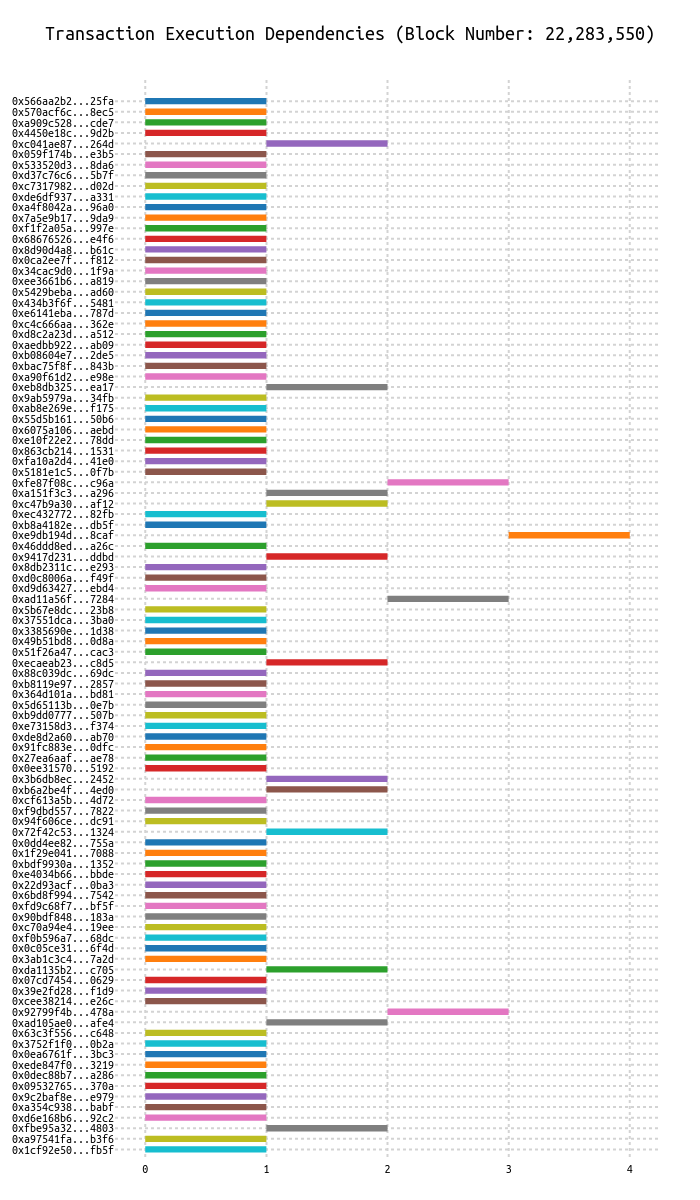 Transaction Execution Dependencies (Block Number: 22,283,550)
0x566aa2b2...25fa
0x570acf6c...8ec5
0xa909c528...cde7
0x4450e18c...9d2b
0xc041ae87...264d
0x059f174b...e3b5
0x533520d3...8da6
0xd37c76c6...5b7f
0xc7317982...d02d
0xde6df937...a331
0xa4f8042a...96a0
0x7a5e9b17...9da9
0xf1f2a05a...997e
0x68676526...e4f6
0x8d90d4a8...b61c
0x0ca2ee7f...f812
0x34cac9d0...1f9a
0xee3661b6...a819
0x5429beba...ad60
0x434b3f6f...5481
0xe6141eba...787d
0xc4c666aa...362e
0xd8c2a23d...a512
0xaedbb922...ab09
0xb08604e7...2de5
0xbac75f8f...843b
0xa90f61d2...e98e
0xeb8db325...ea17
0x9ab5979a...34fb
0xab8e269e...f175
0x55d5b161...50b6
0x6075a106...aebd
0xe10f22e2...78dd
0x863cb214...1531
0xfa10a2d4...41e0
0x5181e1c5...0f7b
0xfe87f08c...c96a
0xa151f3c3...a296
0xc47b9a30...af12
0xec432772...82fb
0xb8a4182e...db5f
0xe9db194d...8caf
0x46ddd8ed...a26c
0x9417d231...ddbd
0x8db2311c...e293
0xd0c8006a...f49f
0xd9d63427...ebd4
0xad11a56f...7284
0x5b67e8dc...23b8
0x37551dca...3ba0
0x3385690e...1d38
0x49b51bd8...0d8a
0x51f26a47...cac3
0xecaeab23...c8d5
0x88c039dc...69dc
0xb8119e97...2857
0x364d101a...bd81
0x5d65113b...0e7b
0xb9dd0777...507b
0xe73158d3...f374
0xde8d2a60...ab70
0x91fc883e...0dfc
0x27ea6aaf...ae78
0x0ee31570...5192
0x3b6db8ec...2452
0xb6a2be4f...4ed0
0xcf613a5b...4d72
0xf9dbd557...7822
0x94f606ce...dc91
0x72f42c53...1324
0x0dd4ee82...755a
0x1f29e041...7088
0xbdf9930a...1352
0xe4034b66...bbde
0x22d93acf...0ba3
0x6bd8f994...7542
0xfd9c68f7...bf5f
0x90bdf848...183a
0xc70a94e4...19ee
0xf0b596a7...68dc
0x0c05ce31...6f4d
0x3ab1c3c4...7a2d
0xda1135b2...c705
0x07cd7454...0629
0x39e2fd28...f1d9
0xcee38214...e26c
0x92799f4b...478a
0xad105ae0...afe4
0x63c3f556...c648
0x3752f1f0...0b2a
0x0ea6761f...3bc3
0xede847f0...3219
0x0dec88b7...a286
0x09532765...370a
0x9c2baf8e...e979
0xa354c938...babf
0xd6e168b6...92c2
0xfbe95a32...4803
0xa97541fa...b3f6
0x1cf92e50...fb5f
0 1 2 3 4